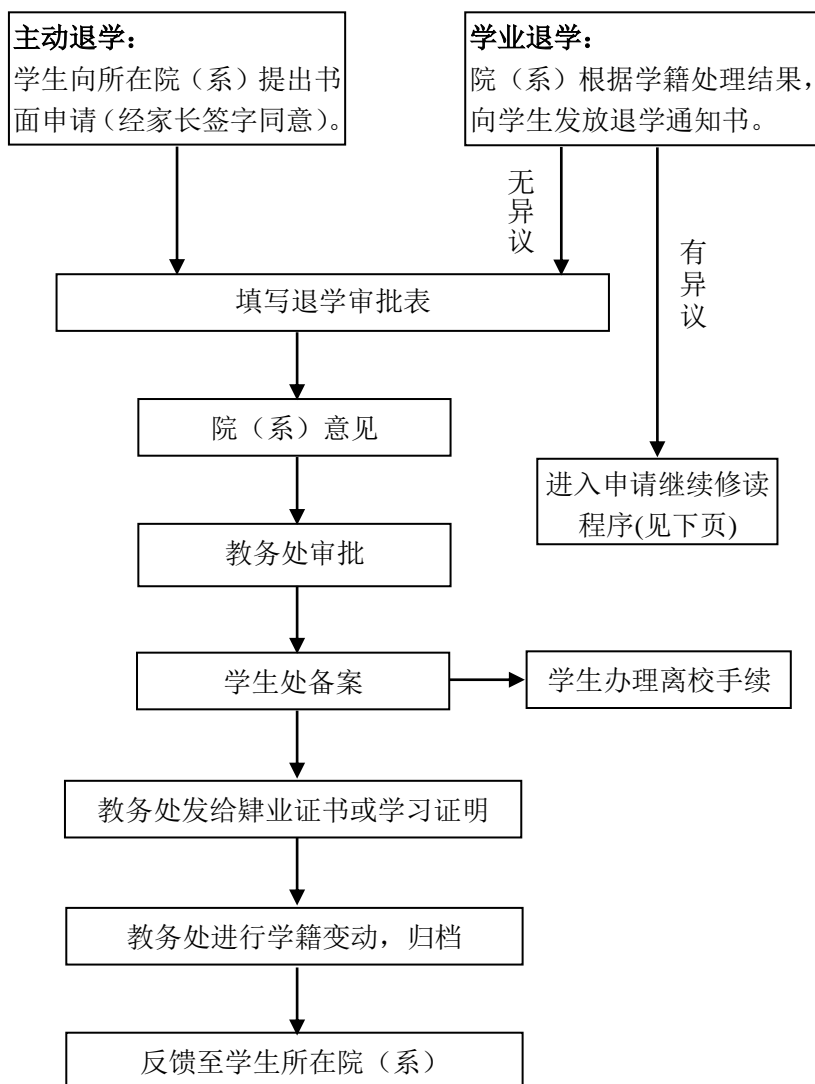 主动退学：
学生向所在院（系）提出书
面申请（经家长签字同意）。
学业退学：
院（系）根据学籍处理结果，
向学生发放退学通知书。
无异议
有异议
填写退学审批表
院（系）意见
进入申请继续修读
程序(见下页)
教务处审批
学生处备案
学生办理离校手续
教务处发给肄业证书或学习证明
教务处进行学籍变动，归档
反馈至学生所在院（系）